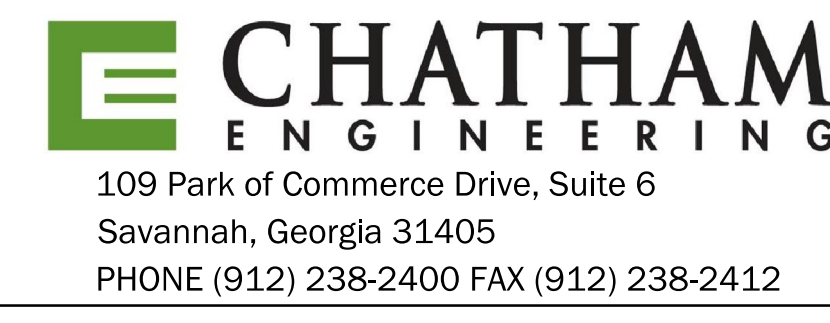 CHATHAM
ENGINEERING
109 Park of Commerce Drive, Suite 6
Savannah, Georgia 31405
PHONE (912) 238-2400 FAX (912) 238-2412